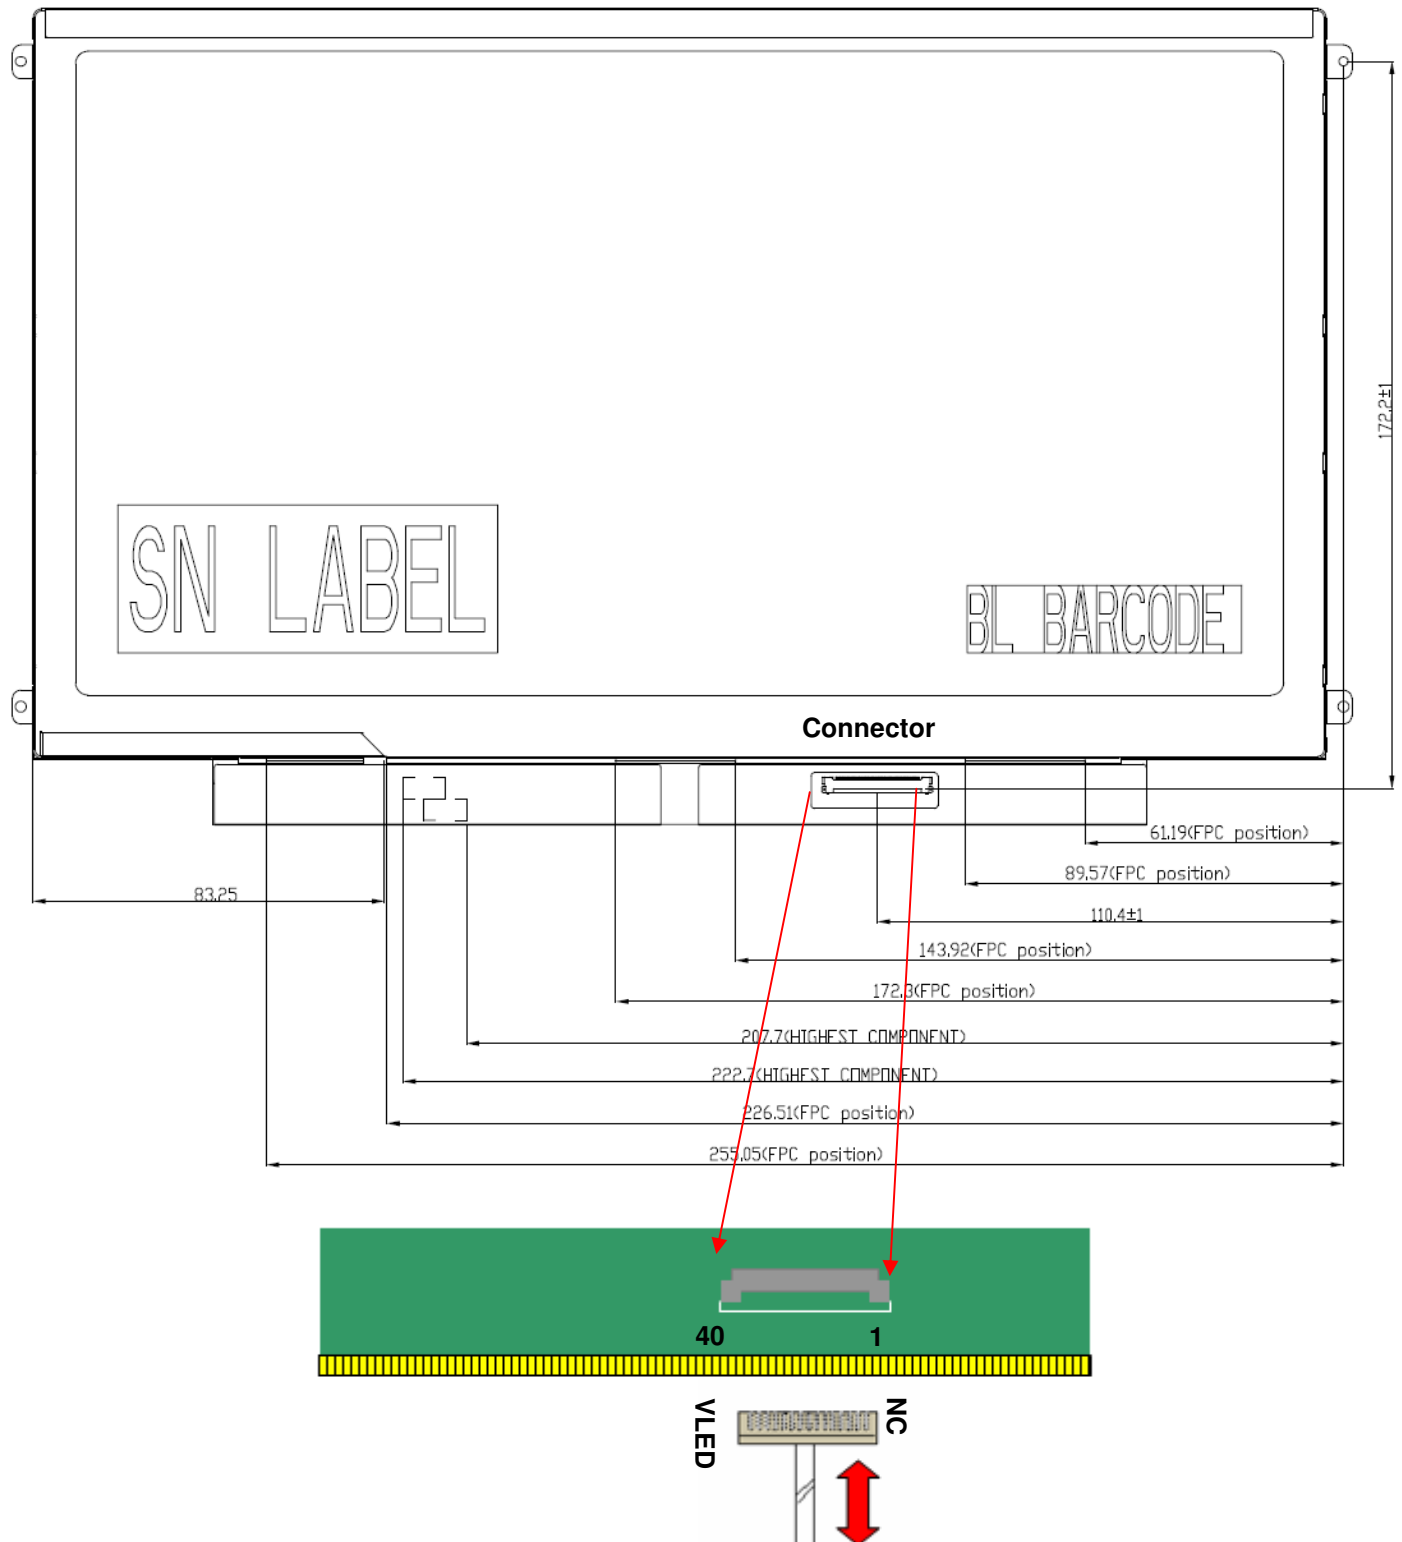 172.2±1
SN LABEL
BL BARCODE
Connector
61.19(FPC position)
89.57(FPC position)
83.25
110.4±1
143.92(FPC position)
172.3(FPC position)
207.7(HIGHEST COMPONENT)
222.7(HIGHEST COMPONENT)
226.51(FPC position)
255.05(FPC position)
40 1
VLED NC